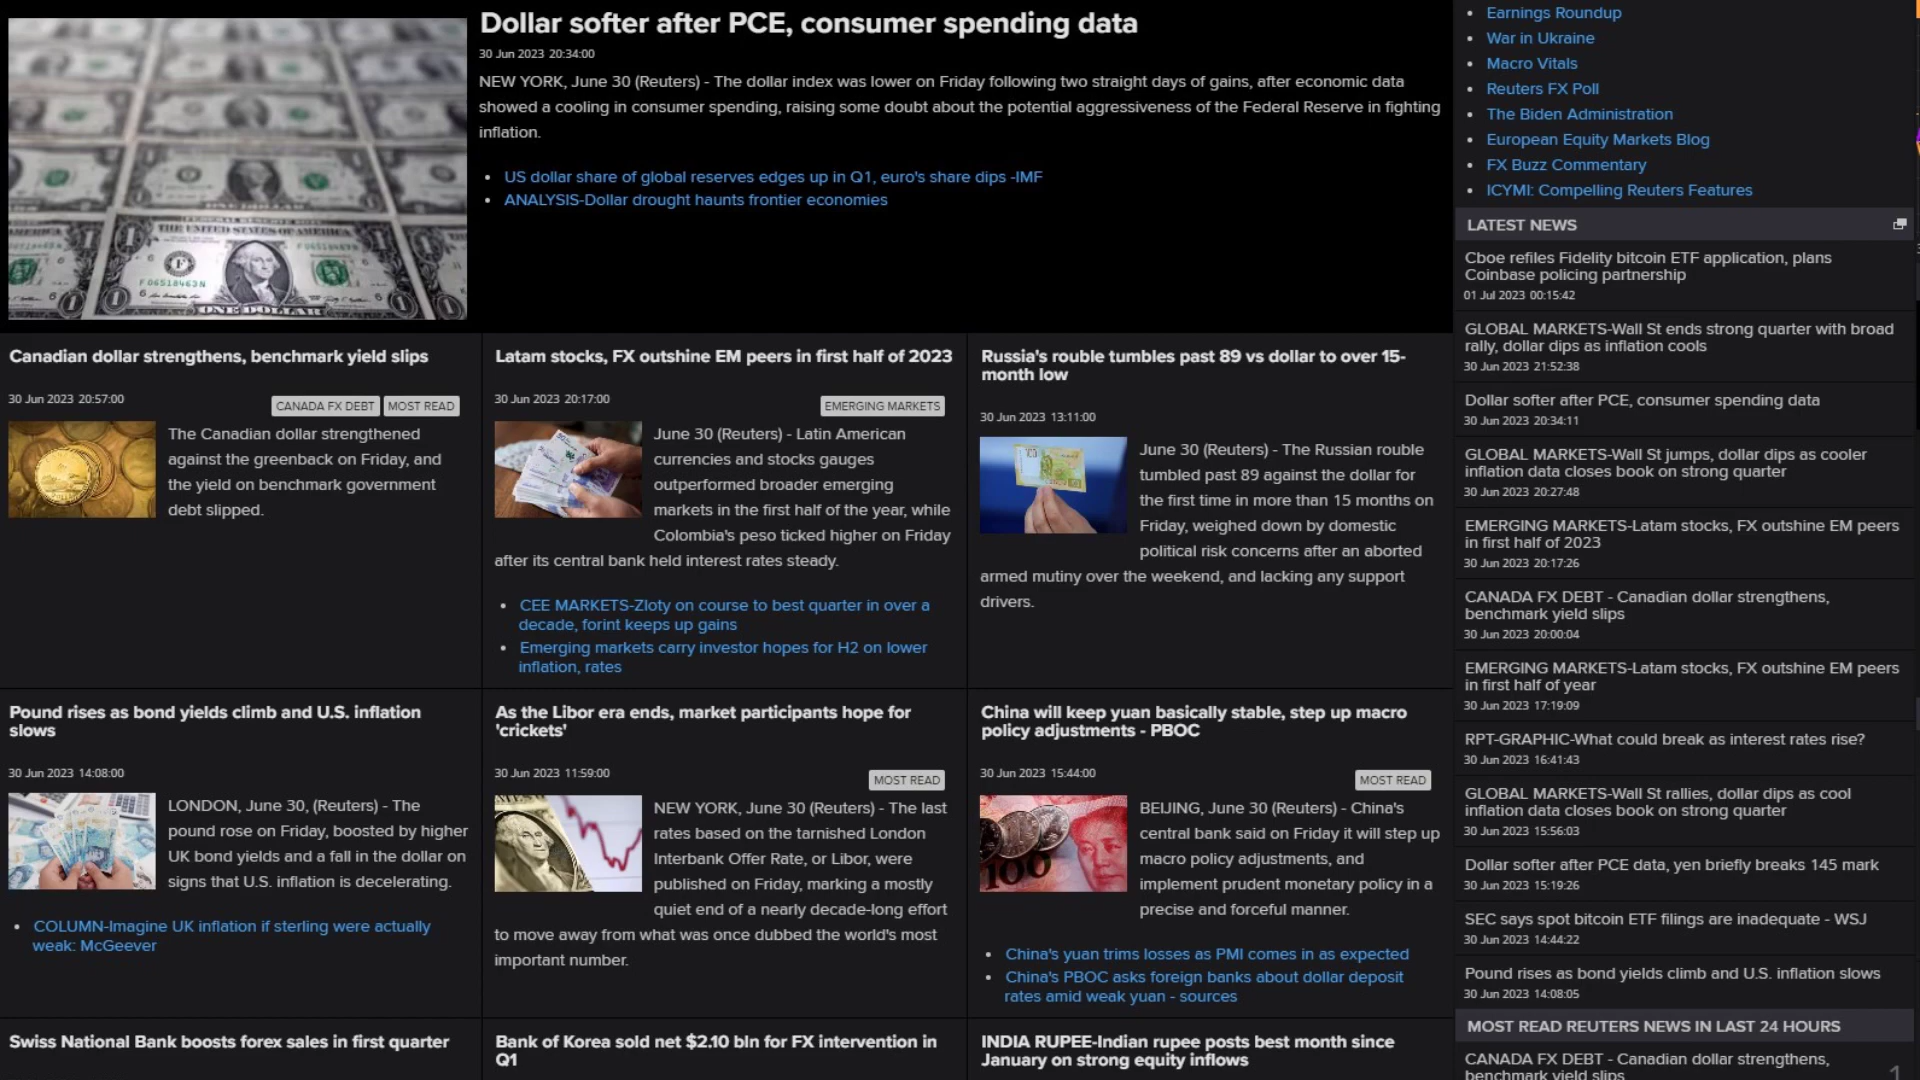 Dollar softer after PCE, consumer spending data
30 Jun 2023 20:34:00
NEW YORK, June 30 (Reuters) - The dollar index was lower on Friday following two straight days of gains, after economic data
showed a cooling in consumer spending, raising some doubt about the potential aggressiveness of the Federal Reserve in fighting
inflation.
US dollar share of global reserves edges up in Q1, euro's share dips -IMF
ANALYSIS-Dollar drought haunts frontier economies
FEDERAL RESERVE NOTE
THE UNITED STATES OF AMERICA
F 06518463 N
ONE DOLLAR
Canadian dollar strengthens, benchmark yield slips
30 Jun 2023 20:57:00
CANADA FX DEBT
MOST READ
The Canadian dollar strengthened
against the greenback on Friday, and
the yield on benchmark government
debt slipped.
Latam stocks, FX outshine EM peers in first half of 2023
30 Jun 2023 20:17:00
EMERGING MARKETS
June 30 (Reuters) - Latin American
currencies and stocks gauges
outperformed broader emerging
markets in the first half of the year, while
Colombia's peso ticked higher on Friday
after its central bank held interest rates steady.
CEE MARKETS-Zloty on course to best quarter in over a
decade, forint keeps up gains
Emerging markets carry investor hopes for H2 on lower
inflation, rates
Russia's rouble tumbles past 89 vs dollar to over 15-
month low
30 Jun 2023 13:11:00
June 30 (Reuters) - The Russian rouble
tumbled past 89 against the dollar for
the first time in more than 15 months on
Friday, weighed down by domestic
political risk concerns after an aborted
armed mutiny over the weekend, and lacking any support
drivers.
Pound rises as bond yields climb and U.S. inflation
slows
30 Jun 2023 14:08:00
LONDON, June 30, (Reuters) - The
pound rose on Friday, boosted by higher
UK bond yields and a fall in the dollar on
signs that U.S. inflation is decelerating.
COLUMN-Imagine UK inflation if sterling were actually
weak: McGeever
As the Libor era ends, market participants hope for
'crickets'
30 Jun 2023 11:59:00
MOST READ
NEW YORK, June 30 (Reuters) - The last
rates based on the tarnished London
Interbank Offer Rate, or Libor, were
published on Friday, marking a mostly
quiet end of a nearly decade-long effort
to move away from what was once dubbed the world's most
important number.
China will keep yuan basically stable, step up macro
policy adjustments - PBOC
30 Jun 2023 15:44:00
MOST READ
100
BEIJING, June 30 (Reuters) - China's
central bank said on Friday it will step up
macro policy adjustments, and
implement prudent monetary policy in a
precise and forceful manner.
China's yuan trims losses as PMI comes in as expected
China's PBOC asks foreign banks about dollar deposit
rates amid weak yuan - sources
Swiss National Bank boosts forex sales in first quarter
Bank of Korea sold net $2.10 bln for FX intervention in
Q1
INDIA RUPEE-Indian rupee posts best month since
January on strong equity inflows
Earnings Roundup
War in Ukraine
Macro Vitals
Reuters FX Poll
The Biden Administration
European Equity Markets Blog
FX Buzz Commentary
ICYMI: Compelling Reuters Features
LATEST NEWS
Cboe refiles Fidelity bitcoin ETF application, plans
Coinbase policing partnership
01 Jul 2023 00:15:42
GLOBAL MARKETS-Wall St ends strong quarter with broad
rally, dollar dips as inflation cools
30 Jun 2023 21:52:38
Dollar softer after PCE, consumer spending data
30 Jun 2023 20:34:11
GLOBAL MARKETS-Wall St jumps, dollar dips as cooler
inflation data closes book on strong quarter
30 Jun 2023 20:27:48
EMERGING MARKETS-Latam stocks, FX outshine EM peers
in first half of 2023
30 Jun 2023 20:17:26
CANADA FX DEBT - Canadian dollar strengthens,
benchmark yield slips
30 Jun 2023 20:00:04
EMERGING MARKETS-Latam stocks, FX outshine EM peers
in first half of year
30 Jun 2023 17:19:09
RPT-GRAPHIC-What could break as interest rates rise?
30 Jun 2023 16:41:43
GLOBAL MARKETS-Wall St rallies, dollar dips as cool
inflation data closes book on strong quarter
30 Jun 2023 15:56:03
Dollar softer after PCE data, yen briefly breaks 145 mark
30 Jun 2023 15:19:26
SEC says spot bitcoin ETF filings are inadequate - WSJ
30 Jun 2023 14:44:22
Pound rises as bond yields climb and U.S. inflation slows
30 Jun 2023 14:08:05
MOST READ REUTERS NEWS IN LAST 24 HOURS
CANADA FX DEBT - Canadian dollar strengthens,
benchmark yield slips
1